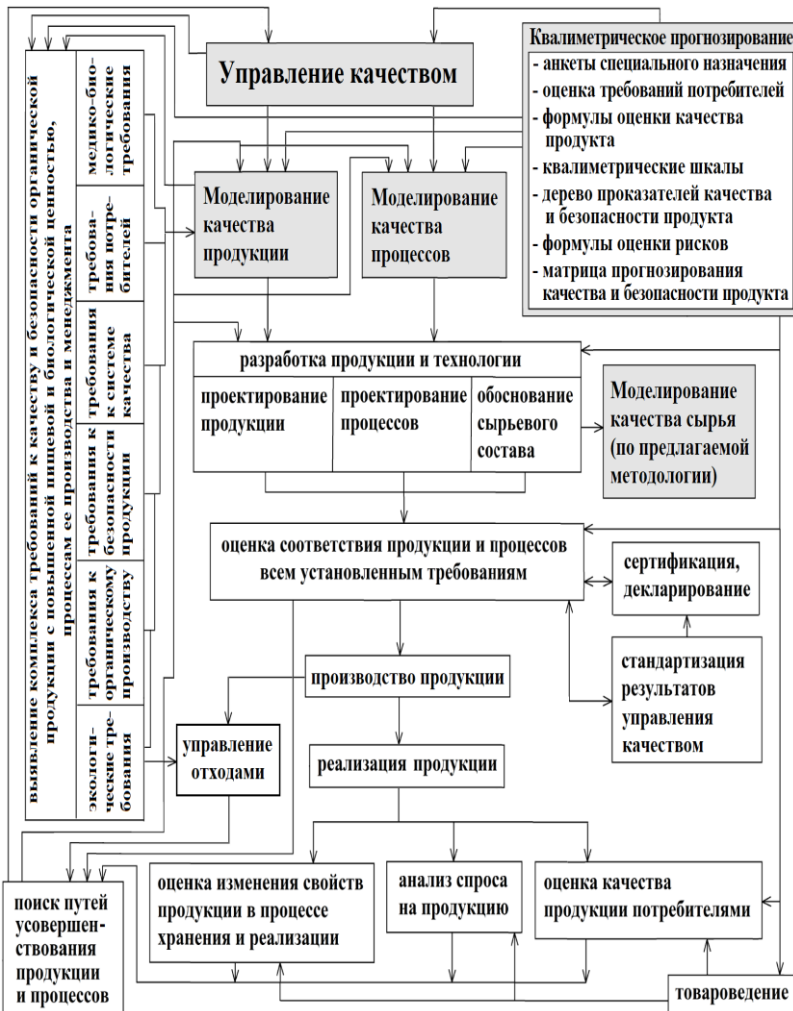 Управление качеством
Квалиметрическое прогнозирование
- анкеты специального назначения
- оценка требований потребителей
- формулы оценки качества
продукта
- квалиметрические шкалы
- дерево проказателей качества
и безопасности продукта
- формулы оценки рисков
- матрица прогнозирования
качества и безопасности продукта
выявление комплекса требований к качеству и безопасности органической
продукции с повышенной пищевой и биологической ценностью,
процессам ее производства и менеджмента
медико-био-
логические
требования
требова-
ния потре-
бителей
требования
к системе
качества
требования к
безопасности
продукции
требования к
органическому
производству
экологи-
ческие тре-
бования
Моделирование
качества
продукции
Моделирование
качества
процессов
разработка продукции и технологии
проектирование
продукции
проектирование
процессов
обоснование
сырьевого
состава
Моделирование
качества сырья
(по предлагаемой
методологии)
оценка соответствия продукции и процессов
всем установленным требованиям
сертификация,
декларирование
стандартизация
результатов
управления
качеством
производство продукции
управление
отходами
реализация продукции
поиск путей
усовершен-
ствования
продукции
и процессов
оценка изменения свойств
продукции в процессе
хранения и реализации
анализ спроса
на продукцию
оценка качества
продукции потребителями
товароведение